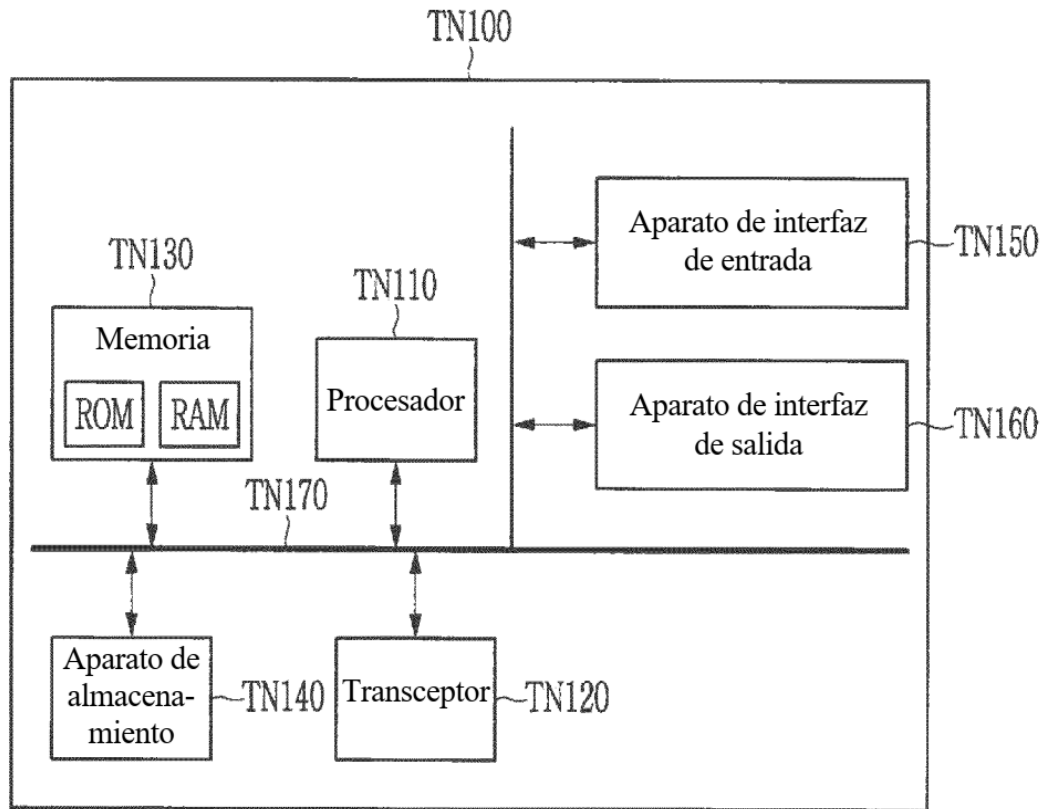 TN100
Aparato de interfaz
de entrada
TN150
TN130
Memoria
ROM
RAM
TN110
Procesador
Aparato de interfaz
de salida
TN160
TN170
Aparato de
almacena-
miento
TN140
Transceptor
TN120